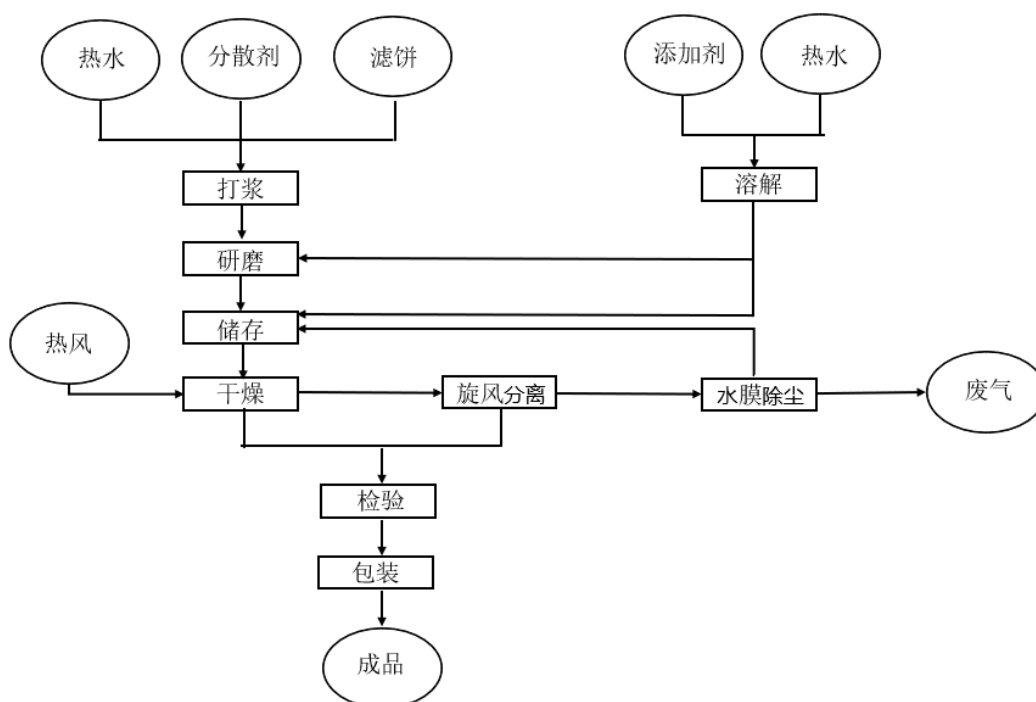 热水
分散剂
滤饼
添加剂
热水
打浆
溶解
研磨
储存
热风
干燥
旋风分离
水膜除尘
废气
检验
包装
成品